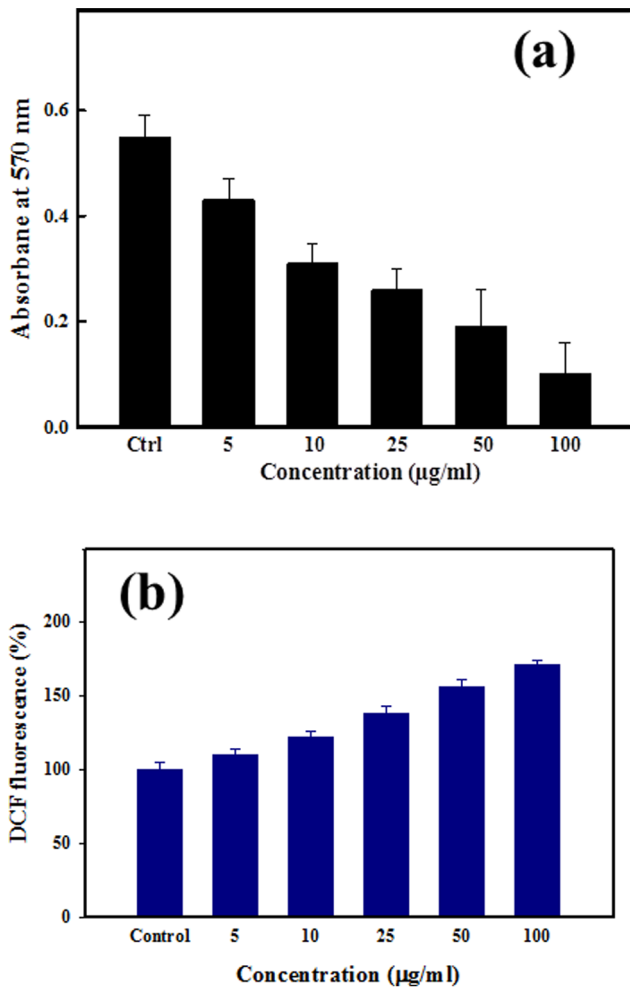 (a)
Absorbane at 570 nm
0.6
0.4
0.2
0.0
Ctrl 5 10 25 50 100
Concentration (µg/ml)
(b)
DCF fluorescence (%)
200
150
100
50
0
Control 5 10 25 50 100
Concentration (µg/ml)